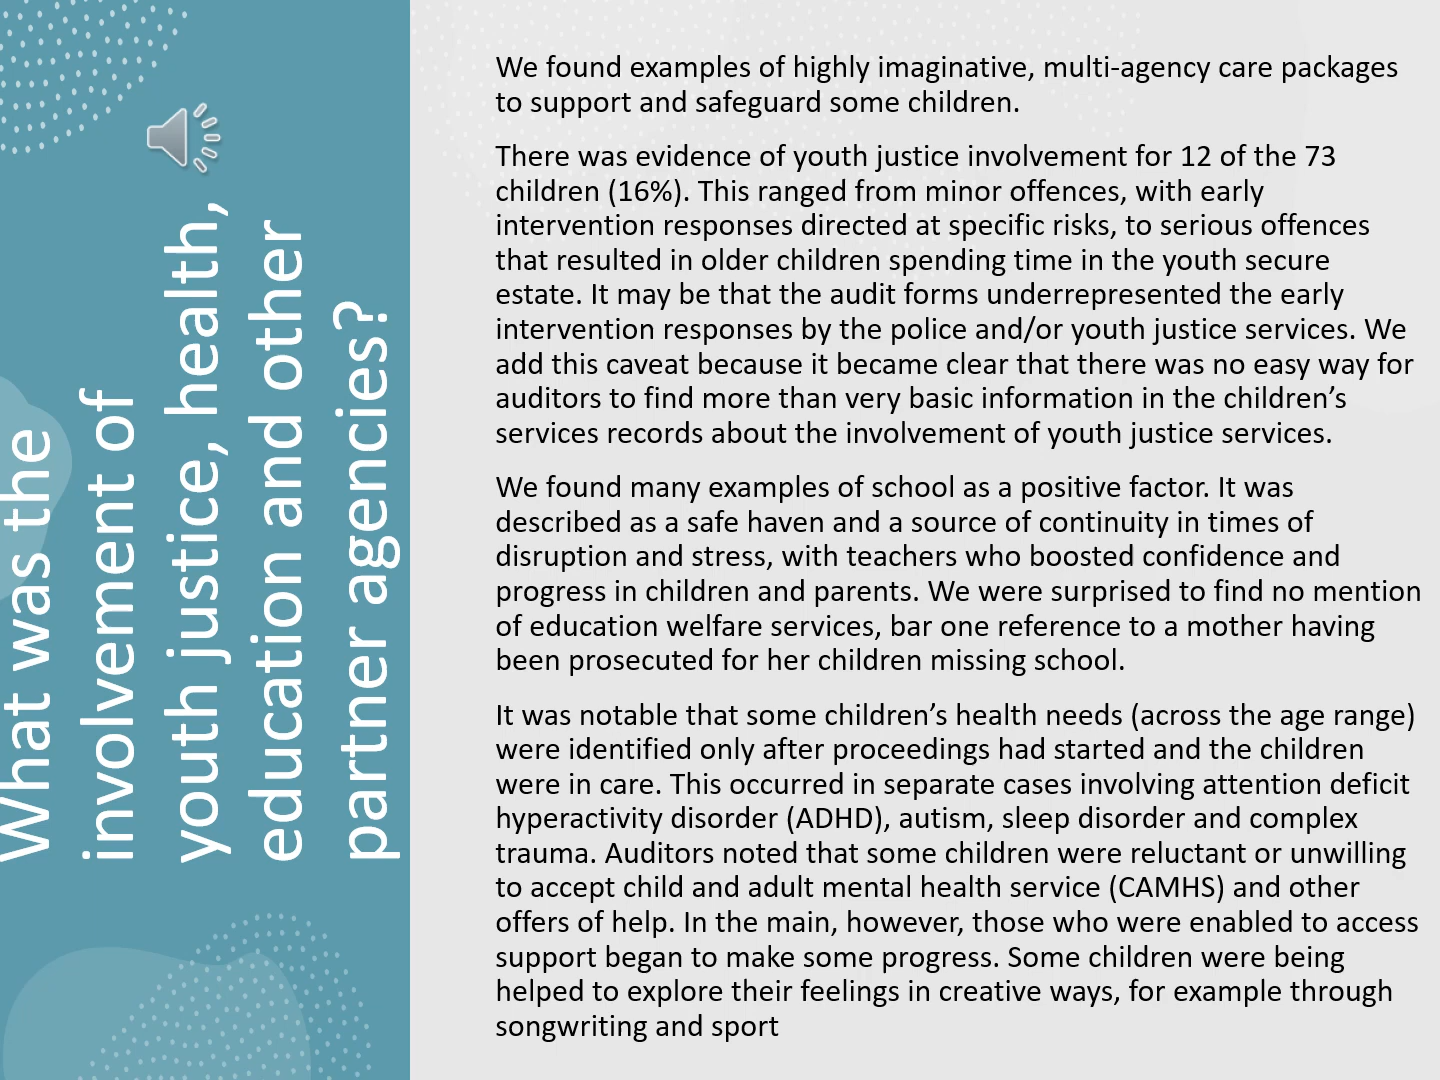 What was the
involvement of
youth justice, health,
education and other
partner agencies?
We found examples of highly imaginative, multi-agency care packages
to support and safeguard some children.
There was evidence of youth justice involvement for 12 of the 73
children (16%). This ranged from minor offences, with early
intervention responses directed at specific risks, to serious offences
that resulted in older children spending time in the youth secure
estate. It may be that the audit forms underrepresented the early
intervention responses by the police and/or youth justice services. We
add this caveat because it became clear that there was no easy way for
auditors to find more than very basic information in the children’s
services records about the involvement of youth justice services.
We found many examples of school as a positive factor. It was
described as a safe haven and a source of continuity in times of
disruption and stress, with teachers who boosted confidence and
progress in children and parents. We were surprised to find no mention
of education welfare services, bar one reference to a mother having
been prosecuted for her children missing school.
It was notable that some children’s health needs (across the age range)
were identified only after proceedings had started and the children
were in care. This occurred in separate cases involving attention deficit
hyperactivity disorder (ADHD), autism, sleep disorder and complex
trauma. Auditors noted that some children were reluctant or unwilling
to accept child and adult mental health service (CAMHS) and other
offers of help. In the main, however, those who were enabled to access
support began to make some progress. Some children were being
helped to explore their feelings in creative ways, for example through
songwriting and sport